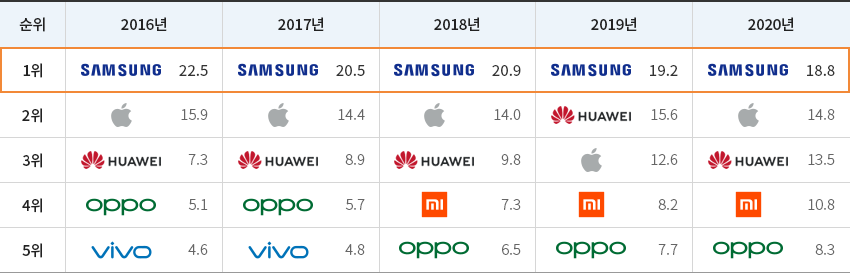 순위 2016년 2017년 2018년 2019년 2020년
1위 SAMSUNG 22.5 SAMSUNG 20.5 SAMSUNG 20.9 SAMSUNG 19.2 SAMSUNG 18.8
2위 15.9 14.4 14.0 HUAWEI 15.6 14.8
3위 HUAWEI 7.3 HUAWEI 8.9 HUAWEI 9.8 12.6 HUAWEI 13.5
4위 oppo 5.1 oppo 5.7 mi 7.3 mi 8.2 mi 10.8
5위 vivo 4.6 vivo 4.8 oppo 6.5 oppo 7.7 oppo 8.3